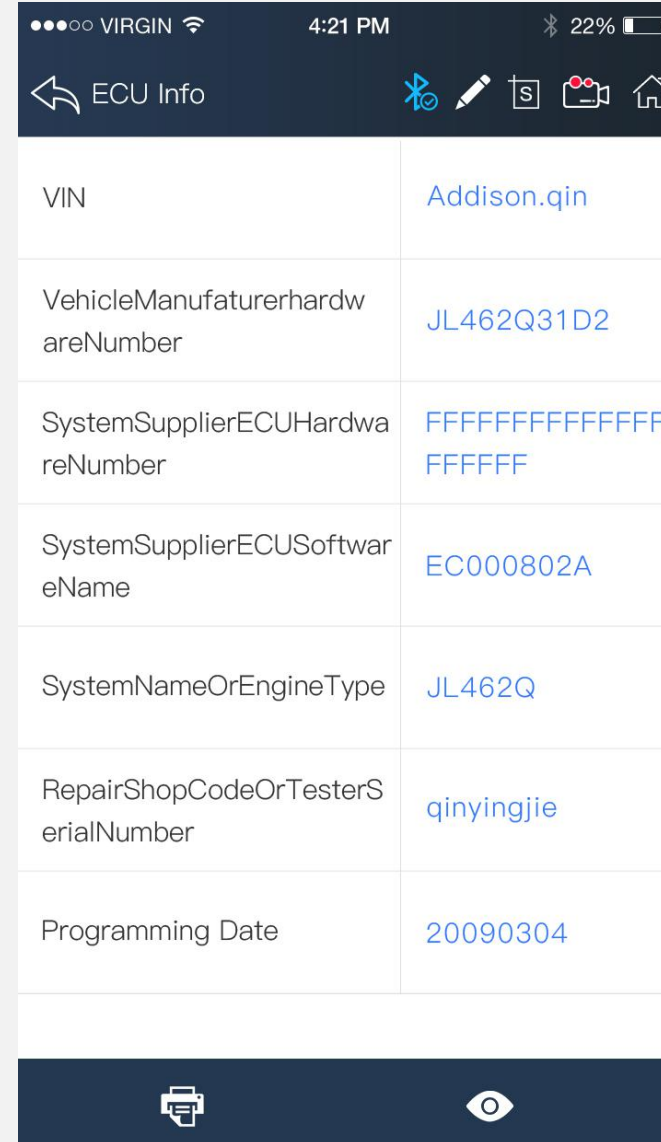 VIRGIN 4:21 PM 22%
ECU Info S
VIN Addison.qin
VehicleManufaturerhardw
areNumber
JL462Q31D2
SystemSupplierECUHardwa
reNumber
FFFFFFFFFFFFFFF
FFFFFF
SystemSupplierECUSoftwar
eName
EC000802A
SystemNameOrEngineType JL462Q
RepairShopCodeOrTesterS
erialNumber
qinyingjie
Programming Date 20090304